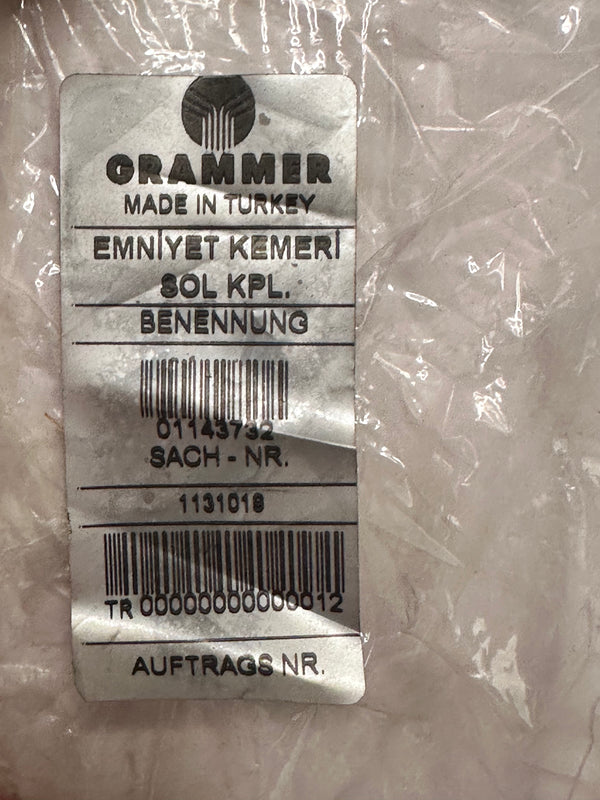 GRAMMER
MADE IN TURKEY
EMNİYET KEMERİ
SOL KPL.
BENENNUNG
01143732
SACH - NR.
1131018
TR 00000000000012
AUFTRAGS NR.